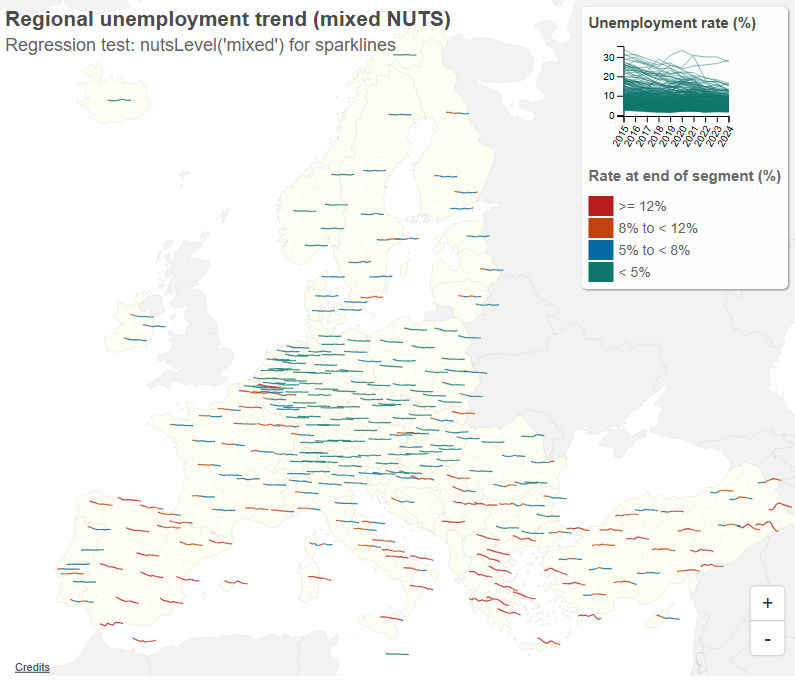 Regional unemployment trend (mixed NUTS)
Regression test: nutsLevel('mixed') for sparklines
Unemployment rate (%)
30
20
10
0
2015
2016
2017
2018
2019
2020
2021
2022
2023
2024
Rate at end of segment (%)
>= 12%
8% to < 12%
5% to < 8%
< 5%
+
-
Credits